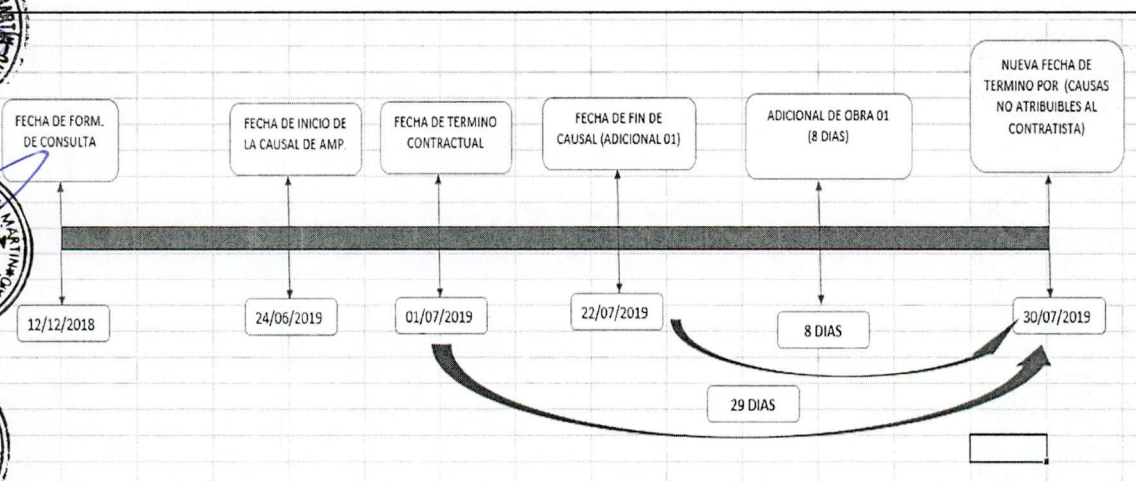 FECHA DE FORM.
DE CONSULTA
FECHA DE INICIO DE
LA CAUSAL DE AMP.
FECHA DE TERMINO
CONTRACTUAL
FECHA DE FIN DE
CAUSAL (ADICIONAL 01)
ADICIONAL DE OBRA 01
(8 DIAS)
NUEVA FECHA DE
TERMINO POR (CAUSAS
NO ATRIBUIBLES AL
CONTRATISTA)
12/12/2018
24/06/2019
01/07/2019
22/07/2019
8 DIAS
30/07/2019
29 DIAS
MARTIN